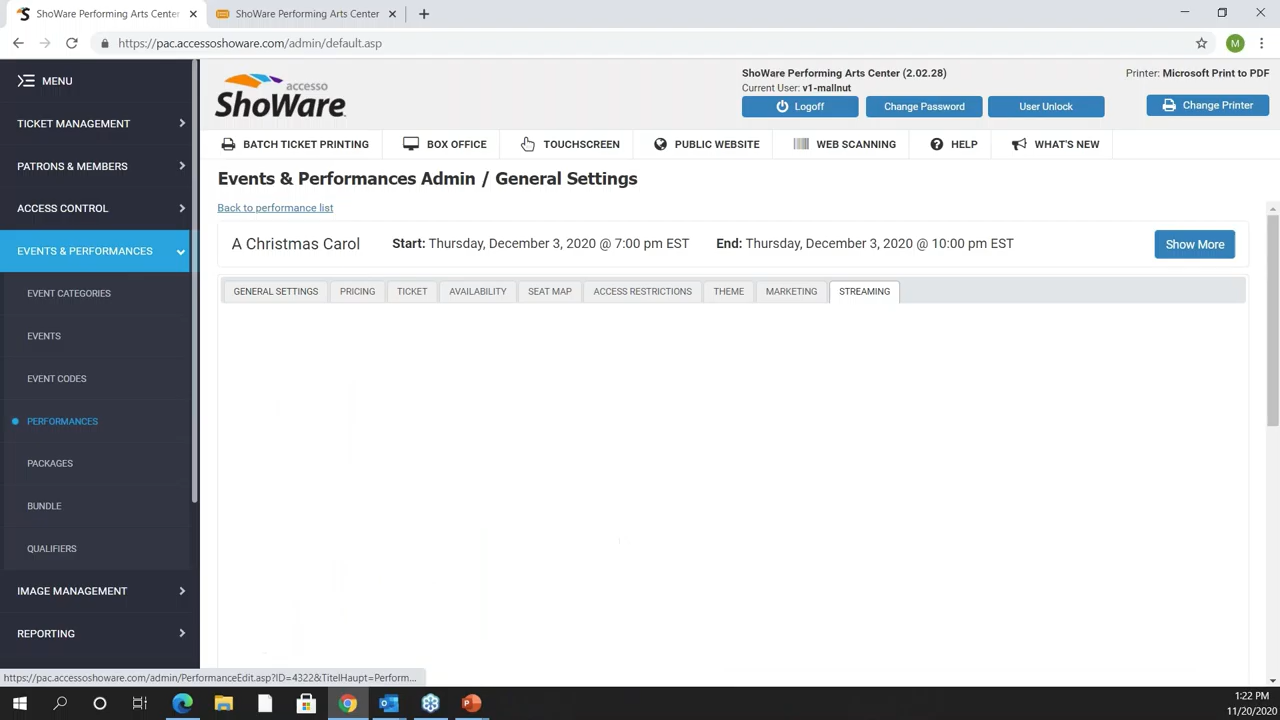 ShoWare Performing Arts Center
ShoWare Performing Arts Center
https://pac.accessoshoware.com/admin/default.asp
M
MENU
TICKET MANAGEMENT
PATRONS & MEMBERS
ACCESS CONTROL
EVENTS & PERFORMANCES
EVENT CATEGORIES
EVENTS
EVENT CODES
PERFORMANCES
PACKAGES
BUNDLE
QUALIFIERS
IMAGE MANAGEMENT
REPORTING
accesso
ShoWare
ShoWare Performing Arts Center (2.02.28)
Current User: v1-mallnut
Logoff
Change Password
User Unlock
Printer: Microsoft Print to PDF
Change Printer
BATCH TICKET PRINTING
BOX OFFICE
TOUCHSCREEN
PUBLIC WEBSITE
WEB SCANNING
HELP
WHAT'S NEW
Events & Performances Admin / General Settings
Back to performance list
A Christmas Carol
Start: Thursday, December 3, 2020 @ 7:00 pm EST
End: Thursday, December 3, 2020 @ 10:00 pm EST
Show More
GENERAL SETTINGS
PRICING
TICKET
AVAILABILITY
SEAT MAP
ACCESS RESTRICTIONS
THEME
MARKETING
STREAMING
https://pac.accessoshoware.com/admin/PerformanceEdit.asp?ID=4322&TitelHaupt=Perform...
1:22 PM
11/20/2020